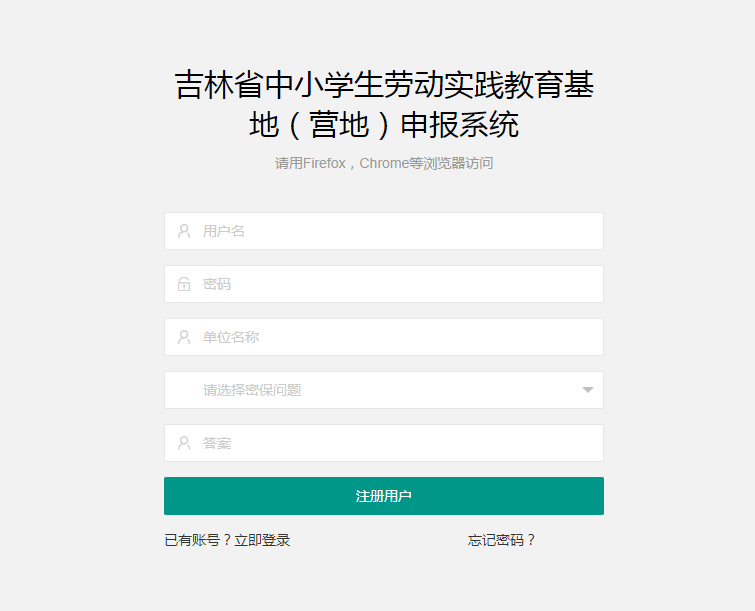 吉林省中小学生劳动实践教育基
地（营地）申报系统
请用Firefox，Chrome等浏览器访问
用户名
密码
单位名称
请选择密保问题
答案
注册用户
已有账号？立即登录 忘记密码？